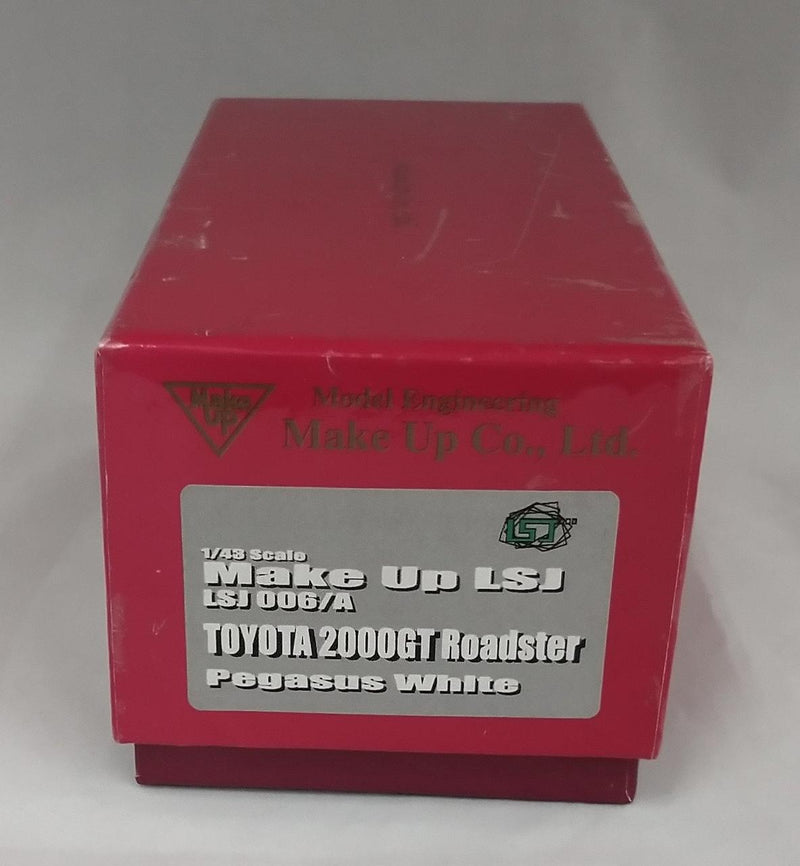 Make
Up
Model Engineering
Make Up Co., Ltd.
LSJ
1/43 Scale
Make Up LSJ
LSJ 006/A
TOYOTA 2000GT Roadster
Pegasus White